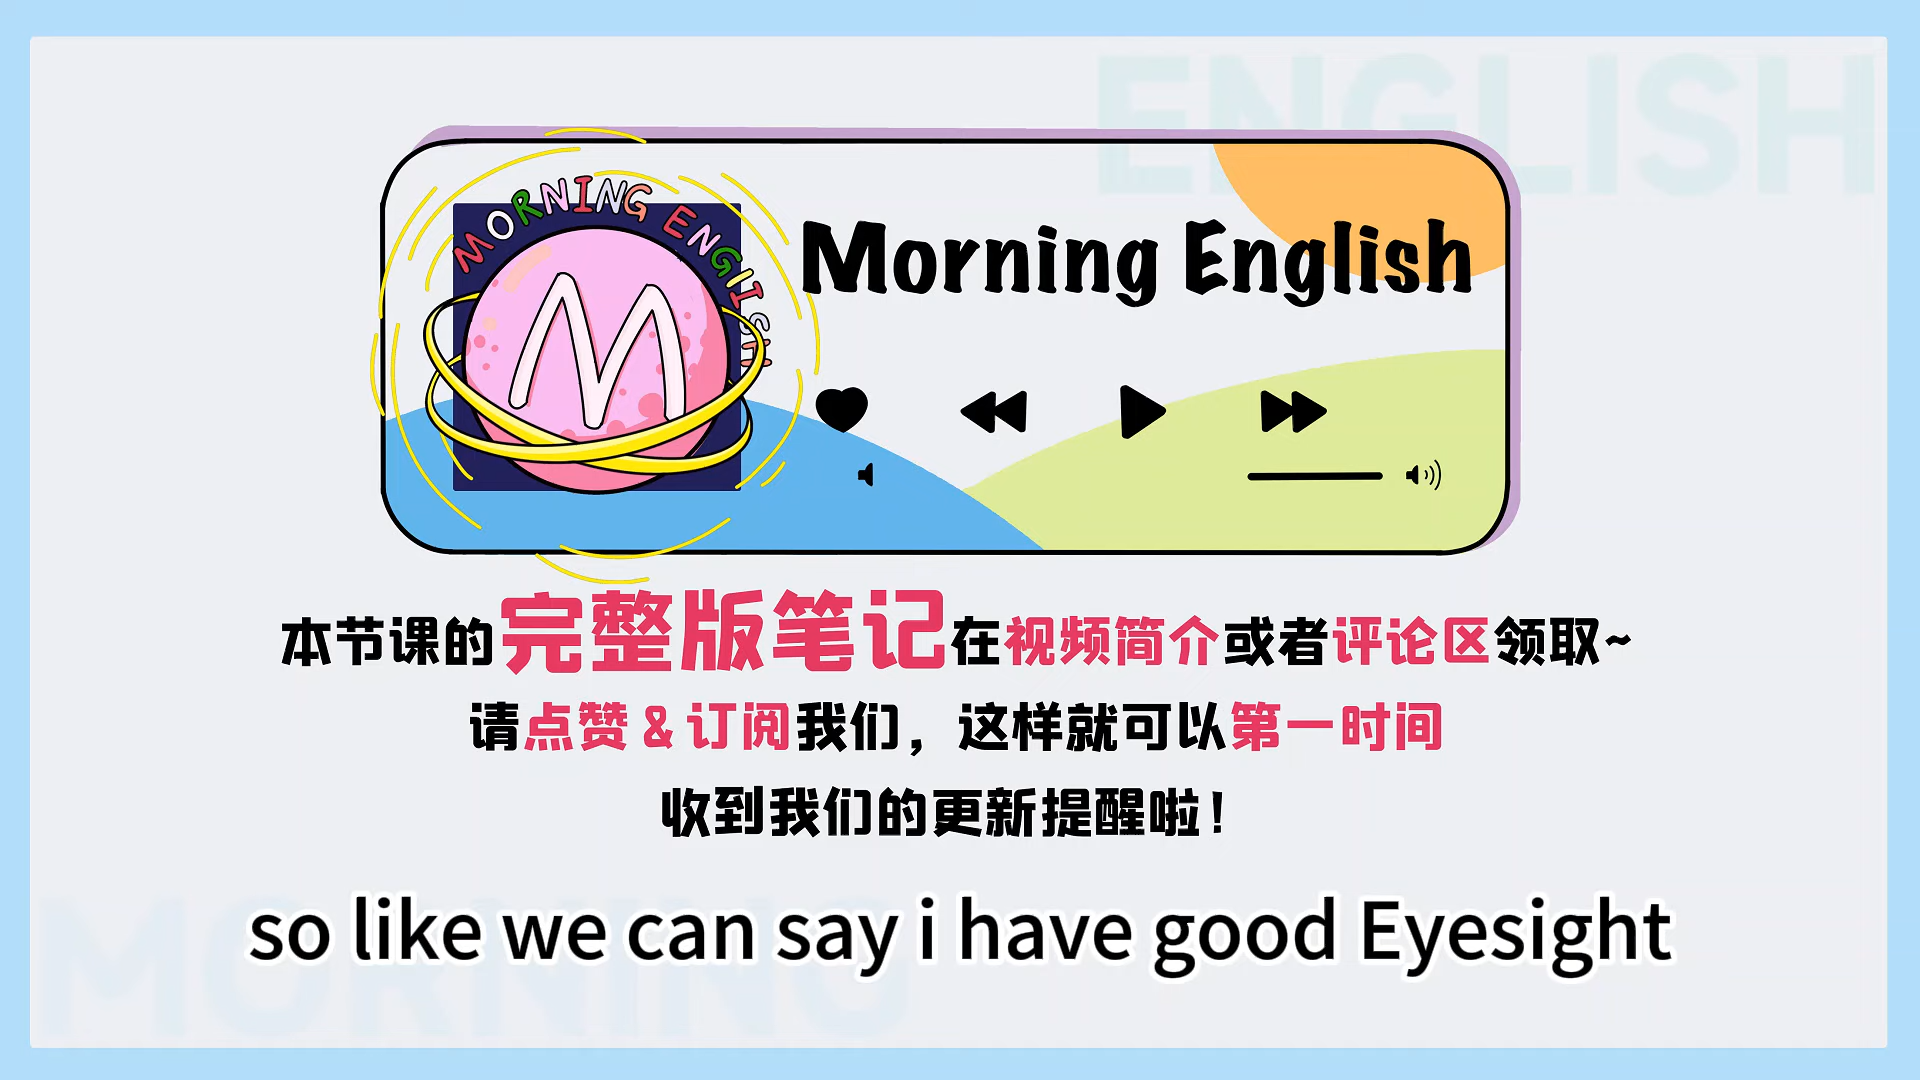 ENGLISH
MORNING ENGLISH
M
Morning English
本节课的完整版笔记在视频简介或者评论区领取~
请点赞&订阅我们，这样就可以第一时间
收到我们的更新提醒啦！
MORNING
so like we can say i have good Eyesight